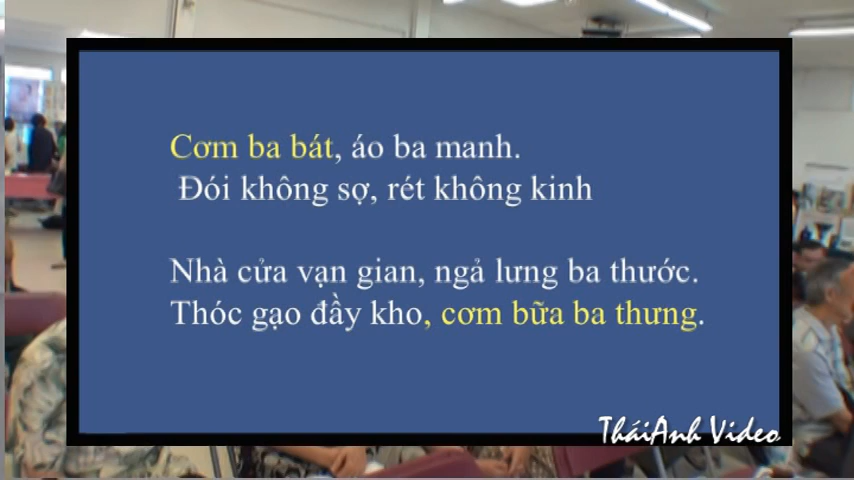 Cơm ba bát, áo ba manh.
Đói không sợ, rét không kinh
Nhà cửa vạn gian, ngả lưng ba thước.
Thóc gạo đầy kho, cơm bữa ba thưng.
TháiAnh Video